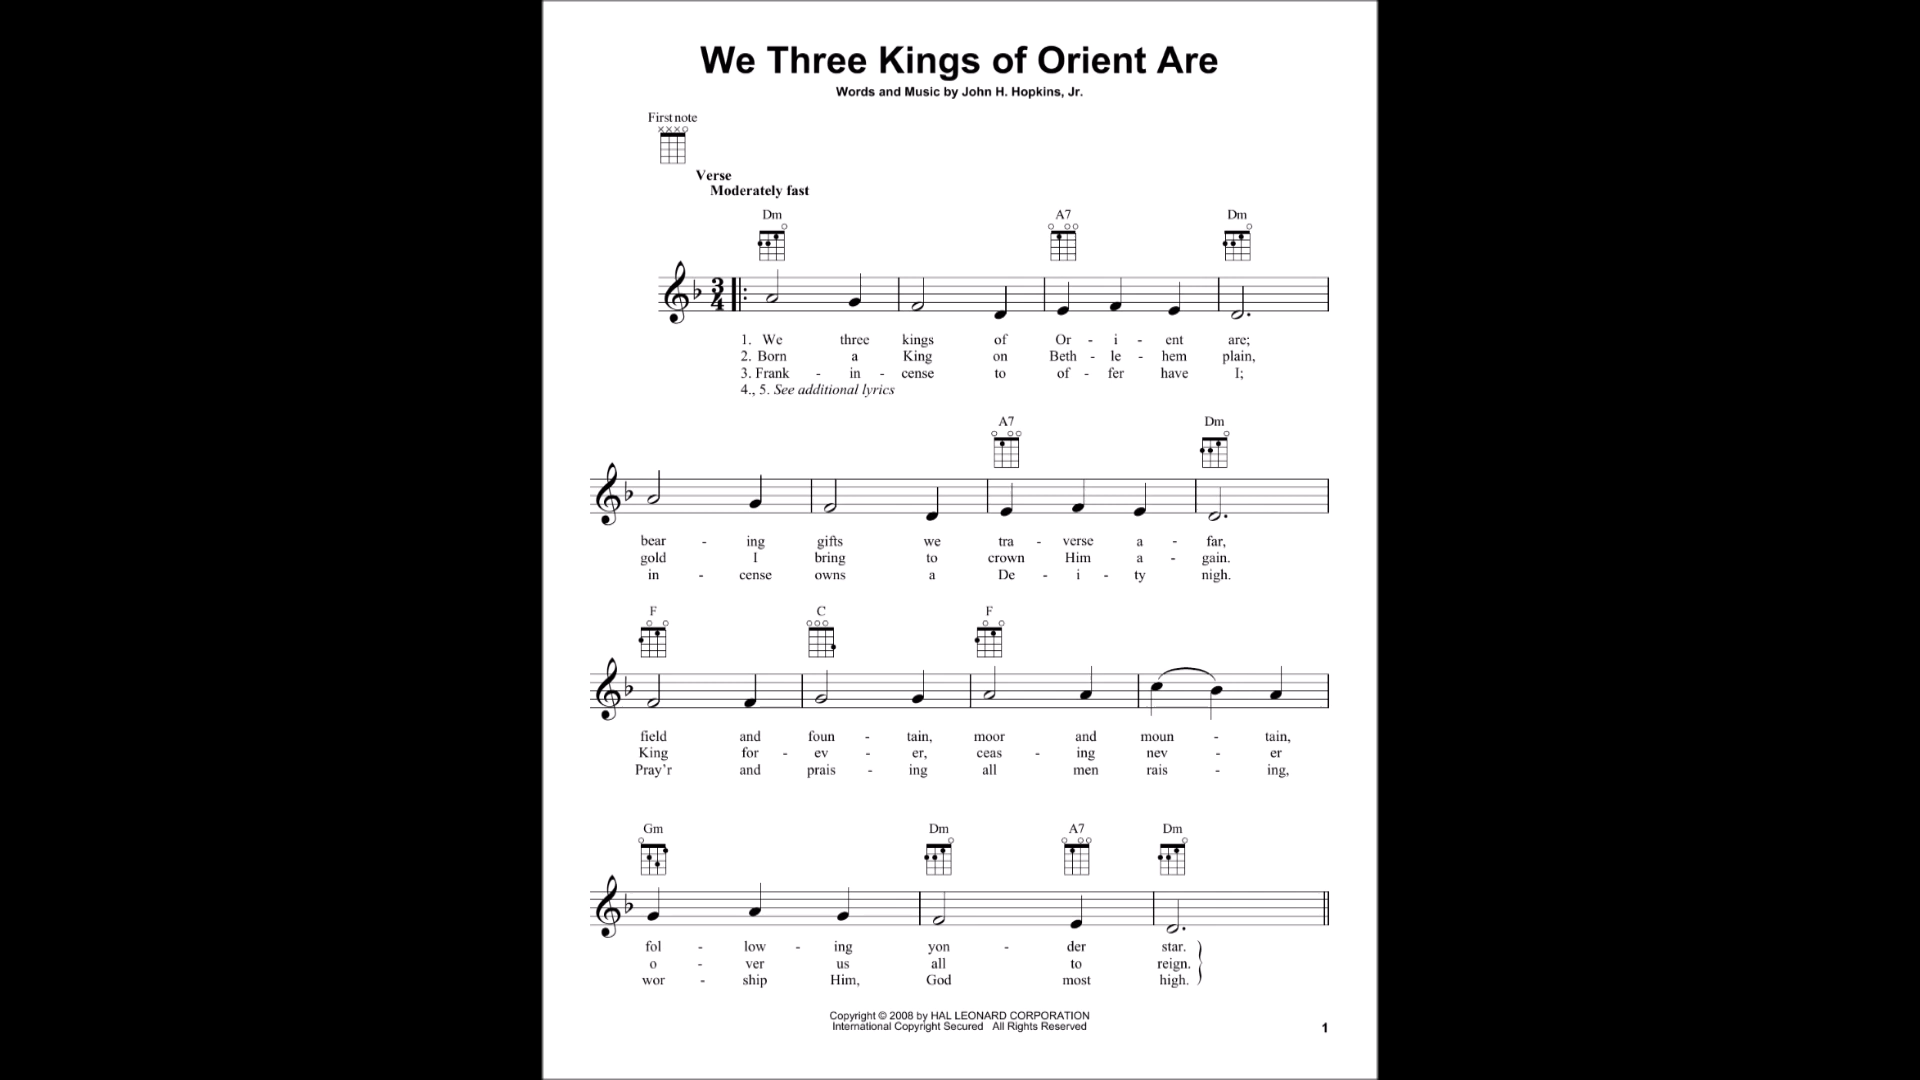 We Three Kings of Orient Are
Words and Music by John H. Hopkins, Jr.
First note
xxxo
Verse
Moderately fast
Dm A7 Dm
3
4
1. We three kings of Or - i - ent are;
2. Born a King on Beth - le - hem plain,
3. Frank - in - cense to of - fer have I;
4., 5. See additional lyrics
A7 Dm
bear - ing gifts we tra - verse a - far,
gold I bring to crown Him a - gain.
in - cense owns a De - i - ty nigh.
F C F
field and foun - tain, moor and moun - tain,
King for - ev - er, ceas - ing nev - er
Pray'r and prais - ing all men rais - ing,
Gm Dm A7 Dm
fol - low - ing yon - der star.
o - ver us all to reign.
wor - ship Him, God most high.
Copyright © 2008 by HAL LEONARD CORPORATION
International Copyright Secured All Rights Reserved
1